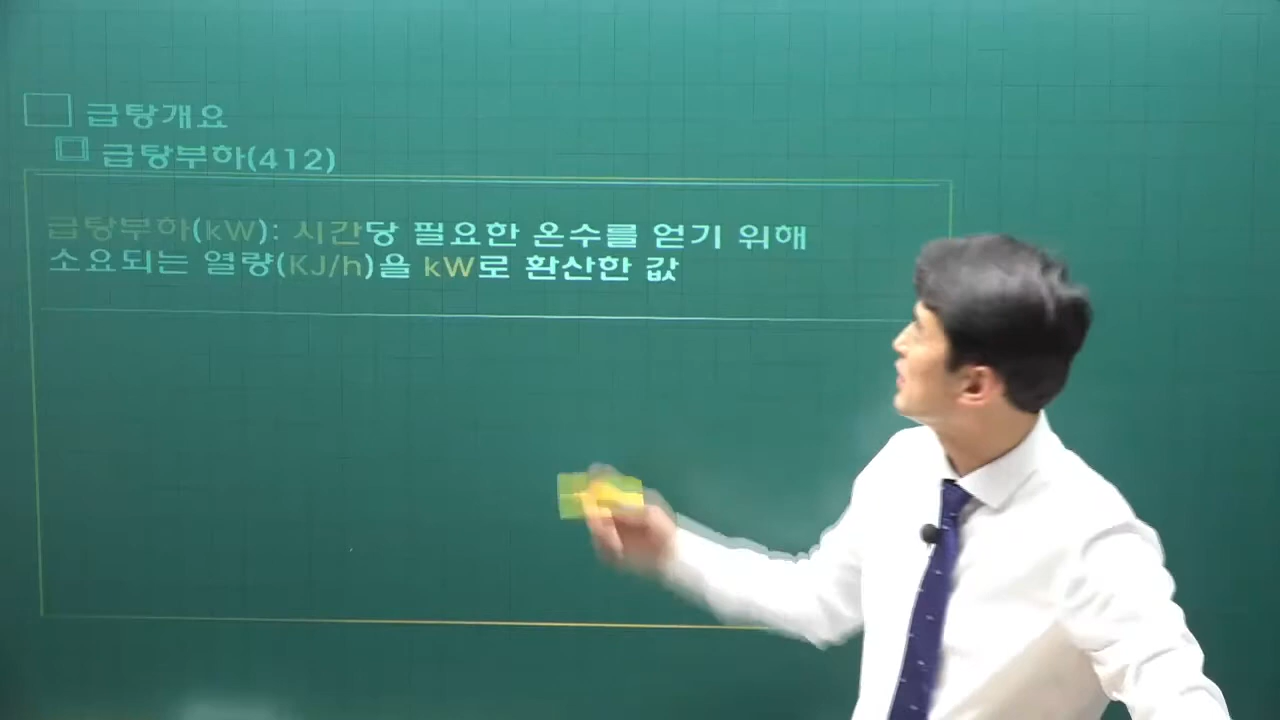 급탕개요
급탕부하(412)
급탕부하(kW): 시간당 필요한 온수를 얻기 위해
소요되는 열량(KJ/h)을 kW로 환산한 값